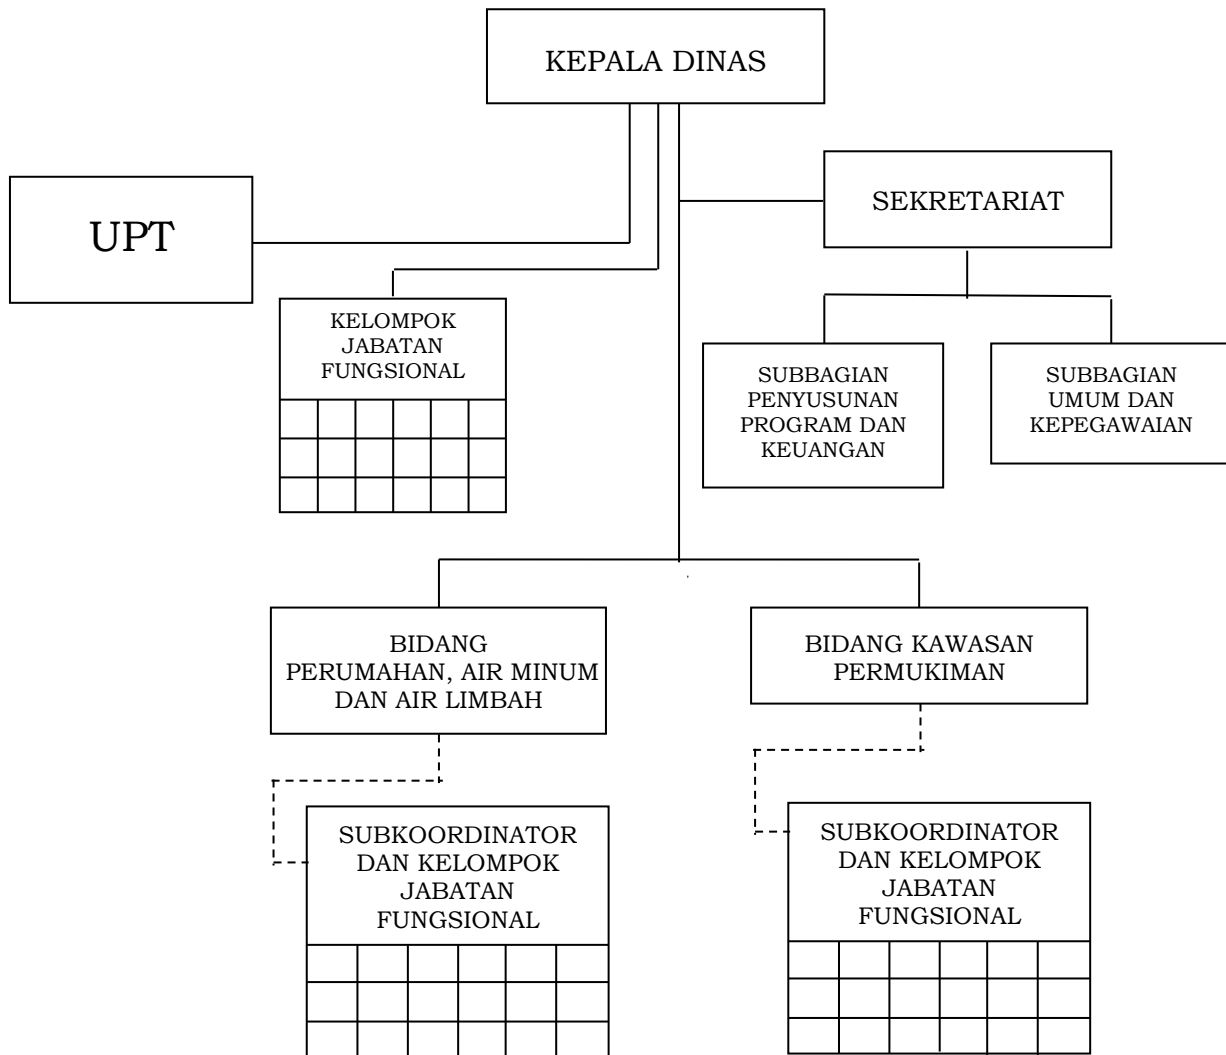 KEPALA DINAS
SEKRETARIAT
UPT
KELOMPOK
JABATAN
FUNGSIONAL
SUBBAGIAN
PENYUSUNAN
PROGRAM DAN
KEUANGAN
SUBBAGIAN
UMUM DAN
KEPEGAWAIAN
BIDANG
PERUMAHAN, AIR MINUM
DAN AIR LIMBAH
BIDANG KAWASAN
PERMUKIMAN
SUBKOORDINATOR
DAN KELOMPOK
JABATAN
FUNGSIONAL
SUBKOORDINATOR
DAN KELOMPOK
JABATAN
FUNGSIONAL